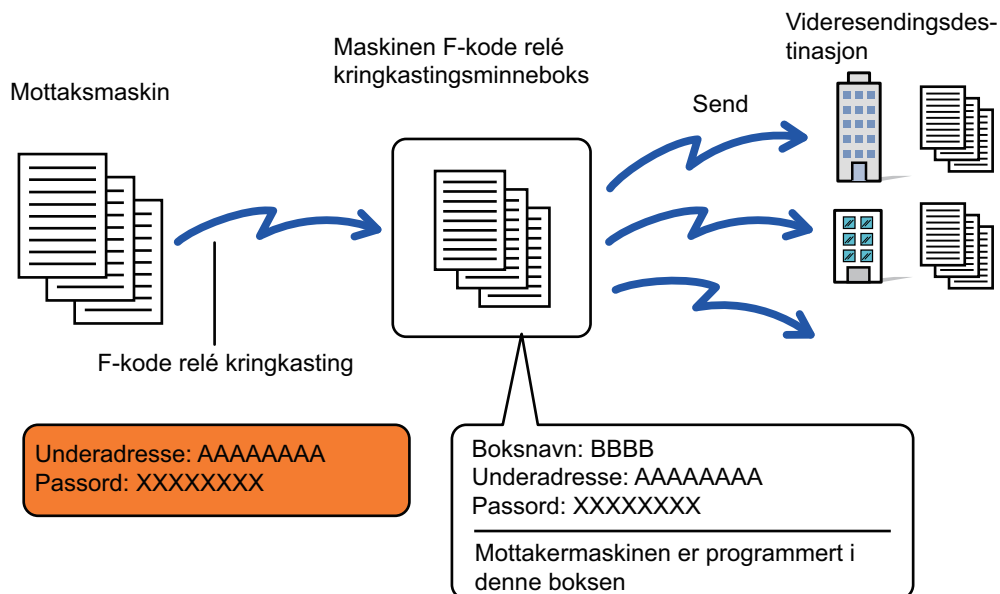 Mottaksmaskin
Maskinen F-kode relé
kringkastingsminneboks
Videresendingsdes-
tinasjon
Send
F-kode relé kringkasting
Underadresse: AAAAAAAA
Passord: XXXXXXXX
Boksnavn: BBBB
Underadresse: AAAAAAAA
Passord: XXXXXXXX
Mottakermaskinen er programmert i
denne boksen